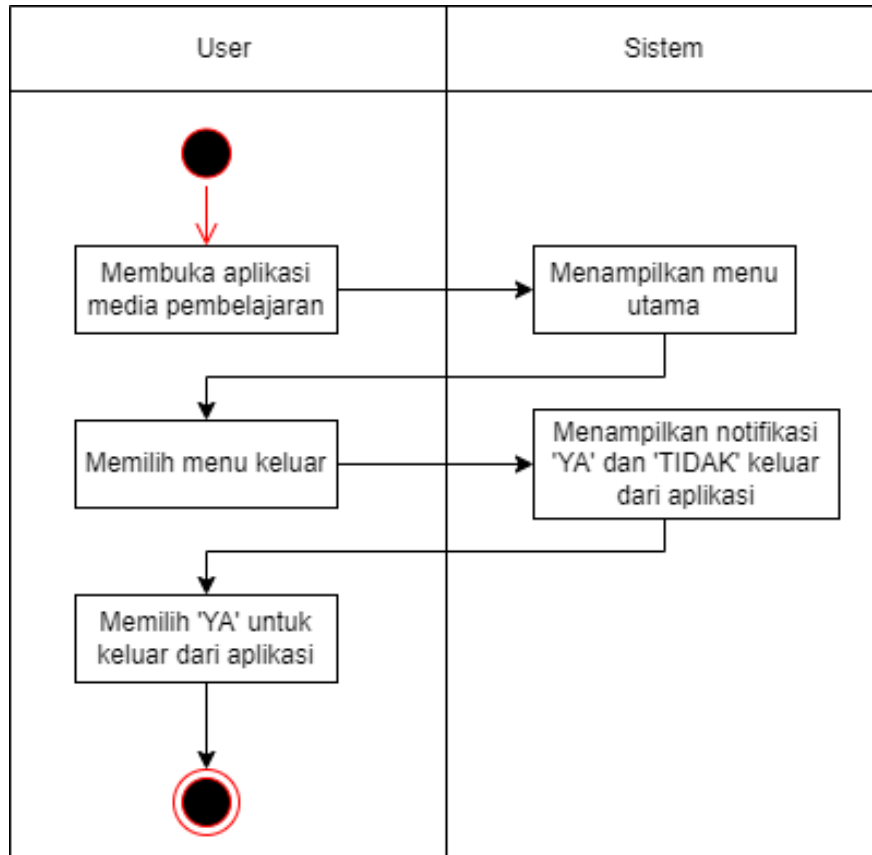 User
Sistem
Membuka aplikasi
media pembelajaran
Menampilkan menu
utama
Memilih menu keluar
Menampilkan notifikasi
'YA' dan 'TIDAK' keluar
dari aplikasi
Memilih 'YA' untuk
keluar dari aplikasi